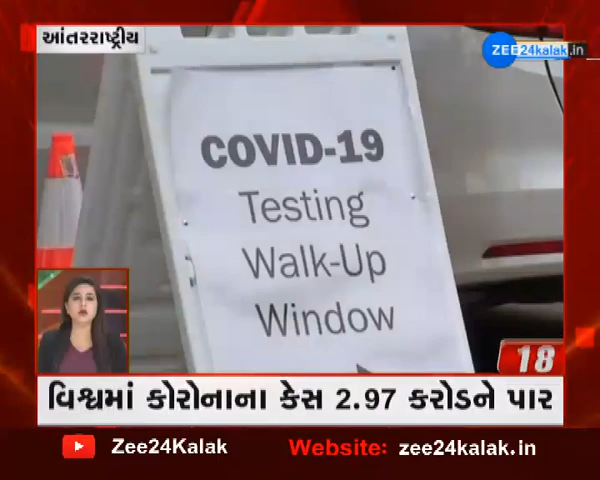 આંતરરાષ્ટ્રીય
ZEE24kalak.in
COVID-19
Testing
Walk-Up
Window
18
વિશ્વમાં કોરોનાના કેસ 2.97 કરોડને પાર
Zee24Kalak Website: zee24kalak.in